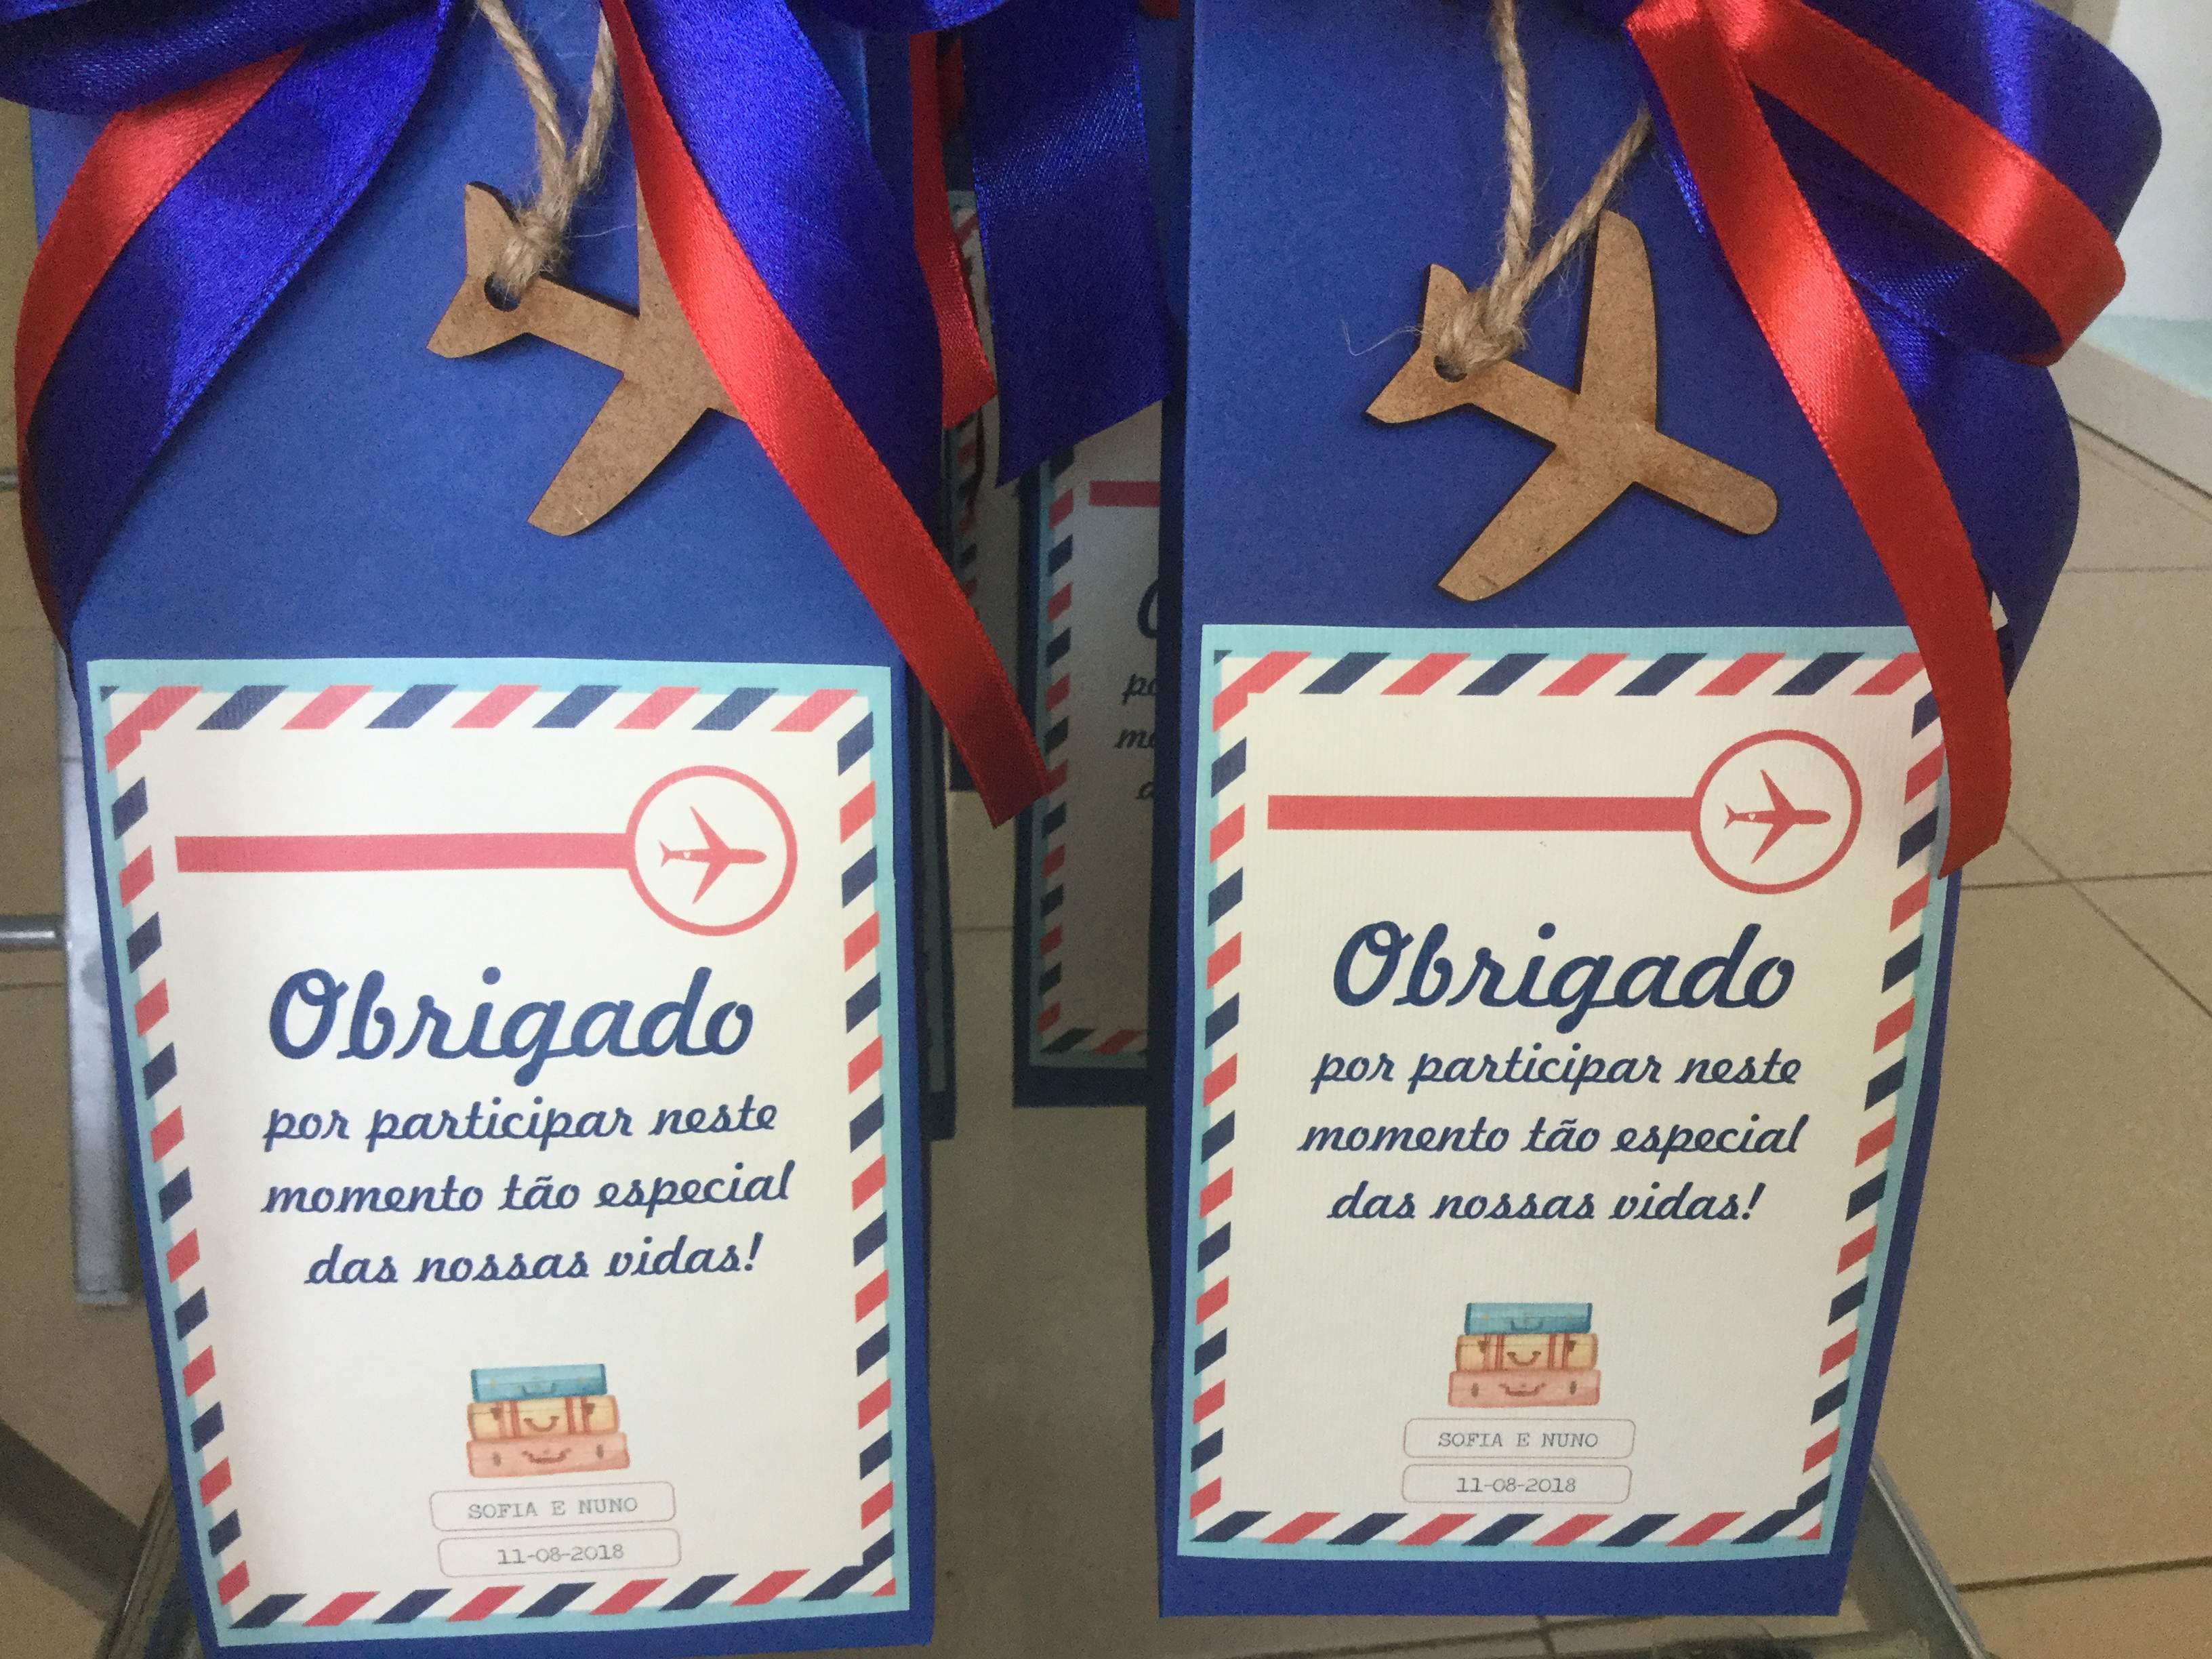 Obrigado
por participar neste
momento tão especial
das nossas vidas!
SOFIA E NUNO
11-08-2018
Obrigado
por participar neste
momento tão especial
das nossas vidas!
SOFIA E NUNO
11-08-2018